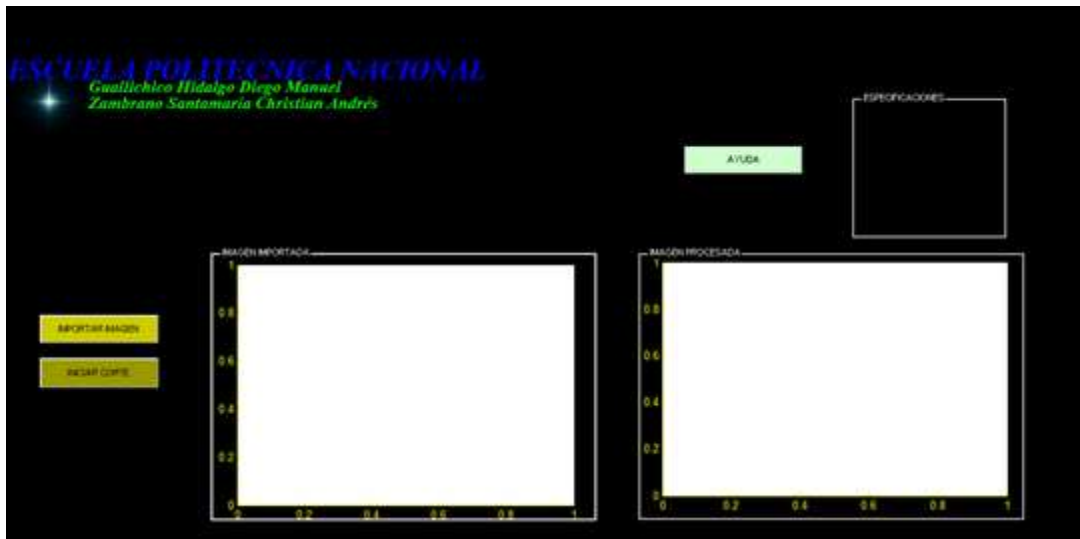 ESCUELA POLITECNICA NACIONAL
Guallichico Hidalgo Diego Manuel
Zambrano Santamaria Christian Andrés
ESPECIFICACIONES
AYUDA
IMAGEN IMPORTADA
IMAGEN PROCESADA
IMPORTAR IMAGEN
INICIAR CORTE
1
0.8
0.6
0.4
0.2
0
0 0.2 0.4 0.6 0.8 1
1
0.8
0.6
0.4
0.2
0
0 0.2 0.4 0.6 0.8 1